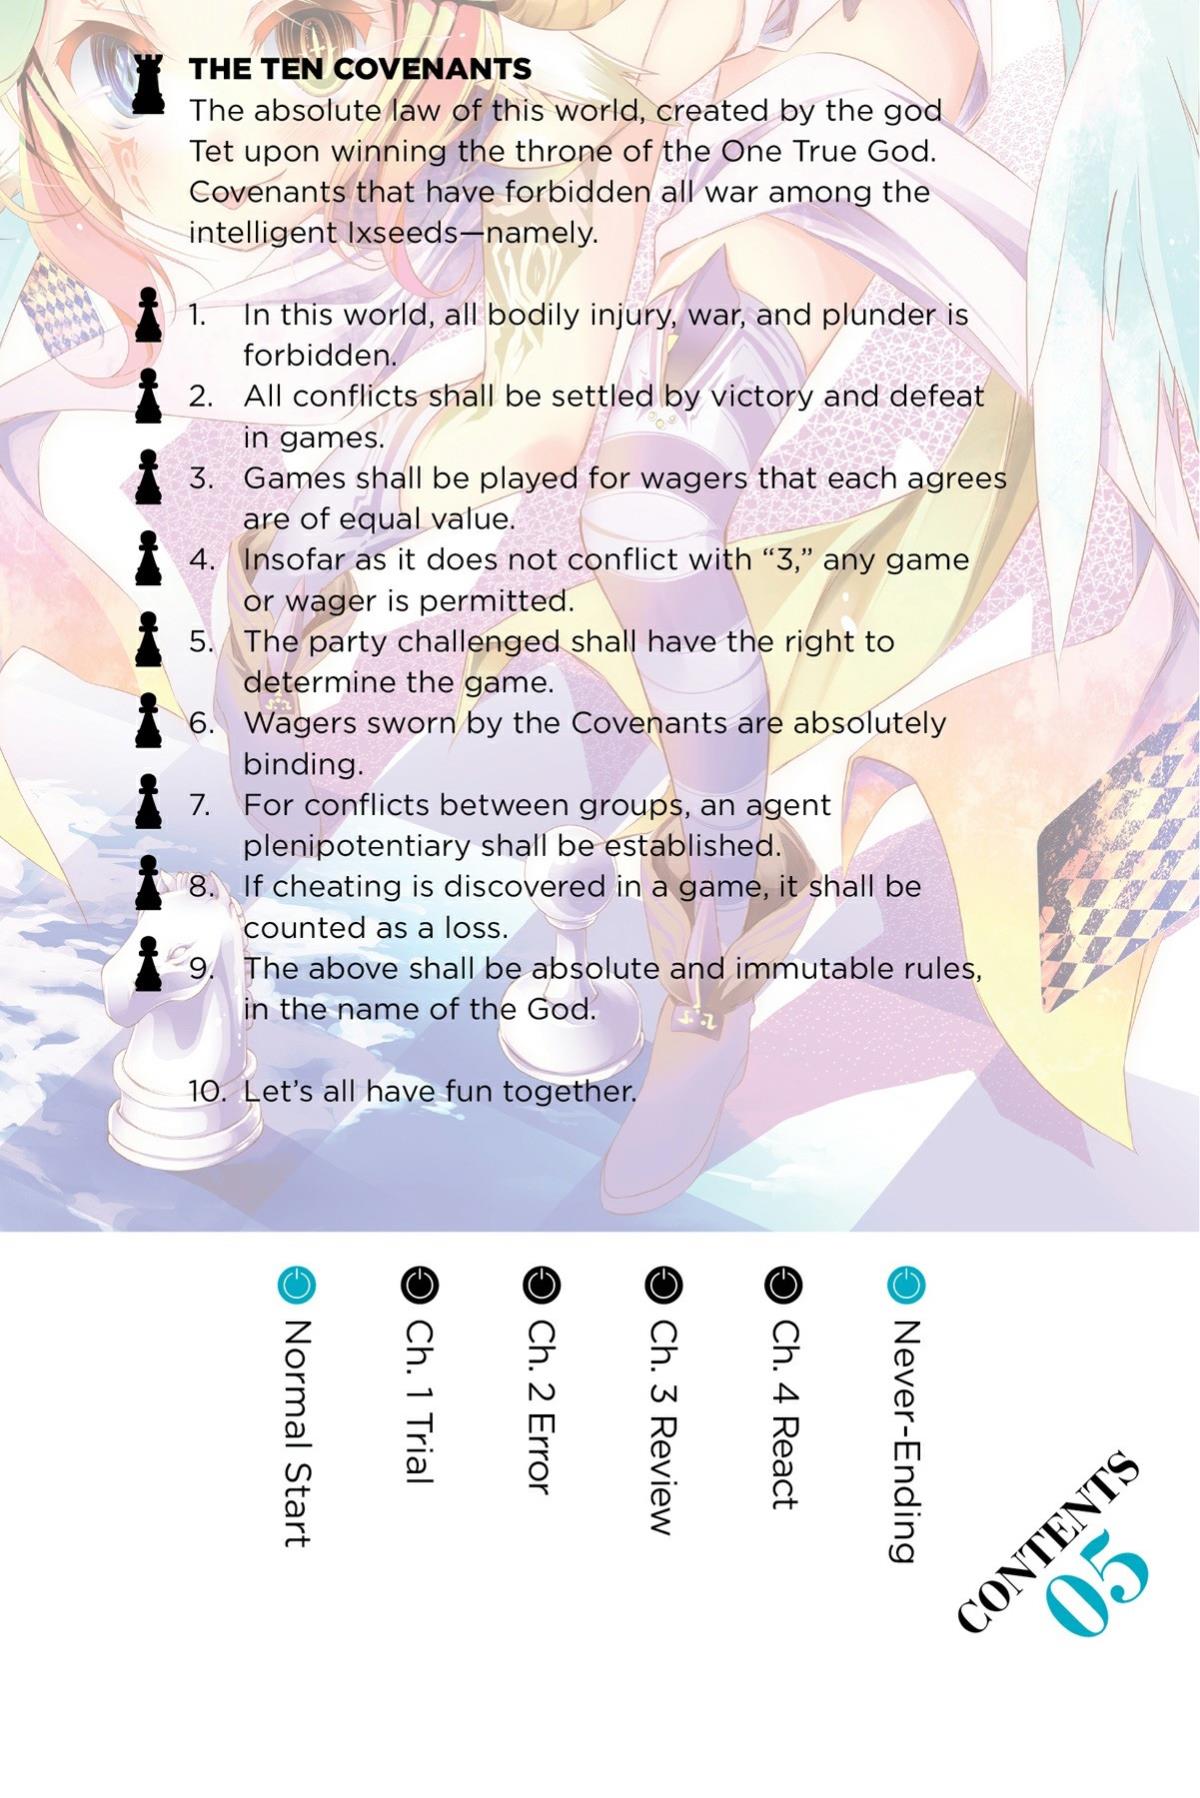 THE TEN COVENANTS
The absolute law of this world, created by the god
Tet upon winning the throne of the One True God.
Covenants that have forbidden all war among the
intelligent Ixseeds—namely.
1. In this world, all bodily injury, war, and plunder is
forbidden.
2. All conflicts shall be settled by victory and defeat
in games.
3. Games shall be played for wagers that each agrees
are of equal value.
4. Insofar as it does not conflict with “3,” any game
or wager is permitted.
5. The party challenged shall have the right to
determine the game.
6. Wagers sworn by the Covenants are absolutely
binding.
7. For conflicts between groups, an agent
plenipotentiary shall be established.
8. If cheating is discovered in a game, it shall be
counted as a loss.
9. The above shall be absolute and immutable rules,
in the name of the God.
10. Let’s all have fun together.
Normal Start
Ch. 1 Trial
Ch. 2 Error
Ch. 3 Review
Ch. 4 React
Never-Ending
CONTENTS
05